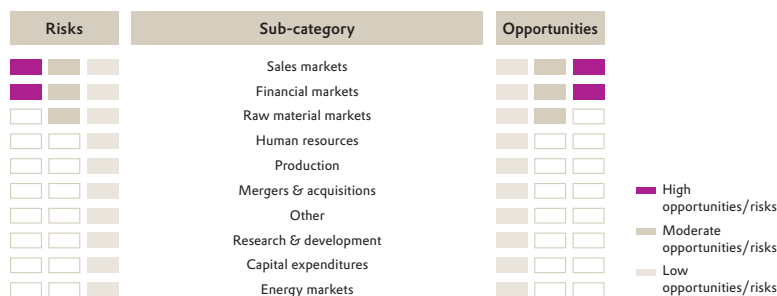 Risks
Sub-category
Opportunities
Sales markets
Financial markets
Raw material markets
Human resources
Production
Mergers & acquisitions
Other
Research & development
Capital expenditures
Energy markets
High
opportunities/risks
Moderate
opportunities/risks
Low
opportunities/risks